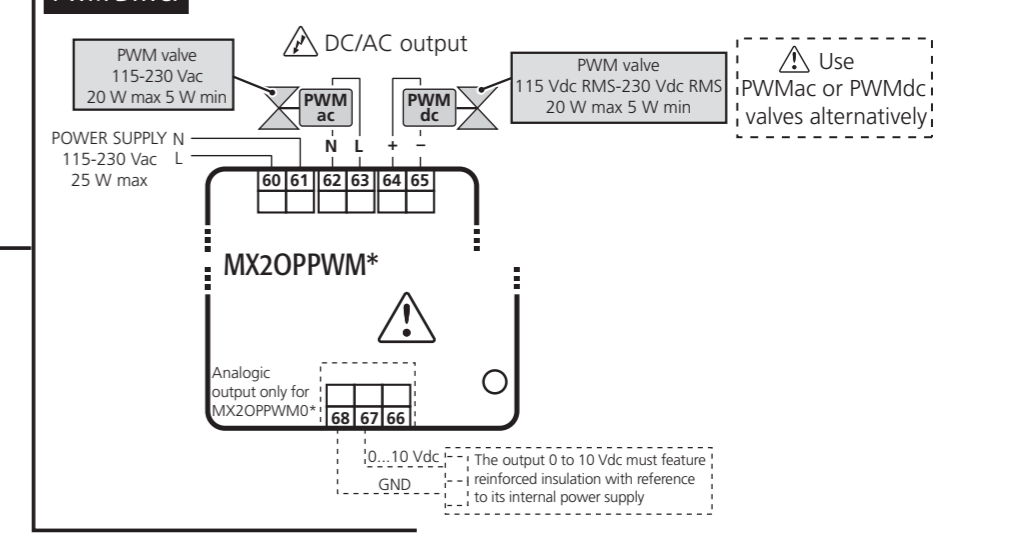 DC/AC output
PWM valve
115-230 Vac
20 W max 5 W min
PWM
ac
PWM
dc
PWM valve
115 Vdc RMS-230 Vdc RMS
20 W max 5 W min
Use
PWMac or PWMdc
valves alternatively
POWER SUPPLY N
115-230 Vac L
25 W max
N L + −
60 61 62 63 64 65
MX2OPPWM*
Analogic
output only for
MX2OPPWM0*
68 67 66
0...10 Vdc
GND
The output 0 to 10 Vdc must feature
reinforced insulation with reference
to its internal power supply